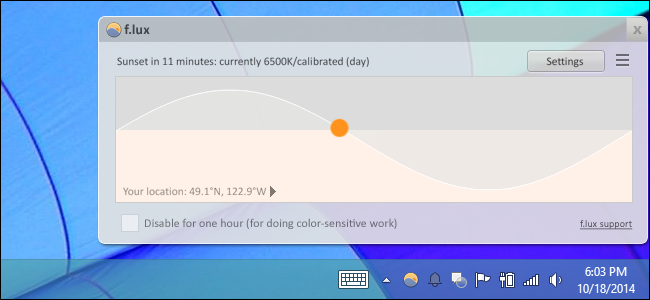 f.lux
x
Sunset in 11 minutes: currently 6500K/calibrated (day)
Settings
Your location: 49.1°N, 122.9°W
Disable for one hour (for doing color-sensitive work)
f.lux support
6:03 PM
10/18/2014